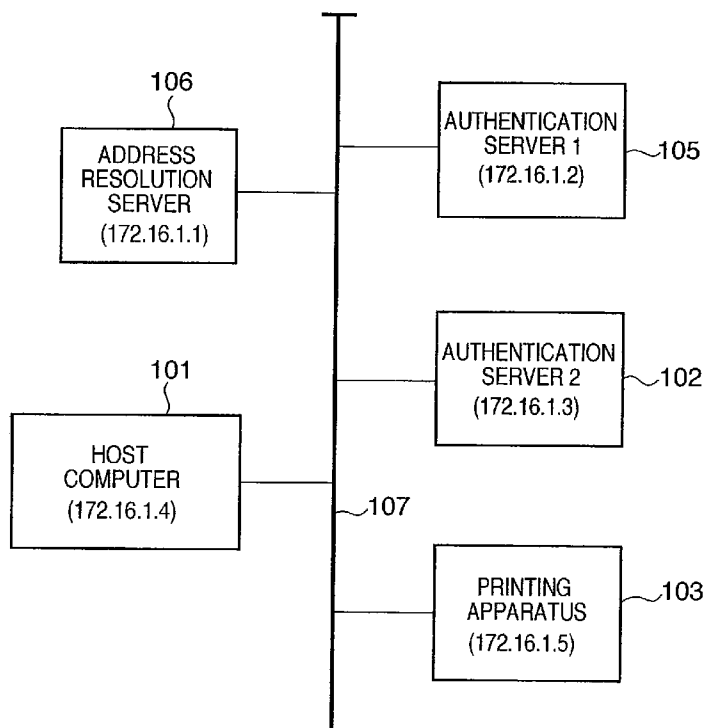 106
ADDRESS
RESOLUTION
SERVER
(172.16.1.1)
AUTHENTICATION
SERVER 1
(172.16.1.2)
105
AUTHENTICATION
SERVER 2
(172.16.1.3)
102
101
HOST
COMPUTER
(172.16.1.4)
107
PRINTING
APPARATUS
(172.16.1.5)
103